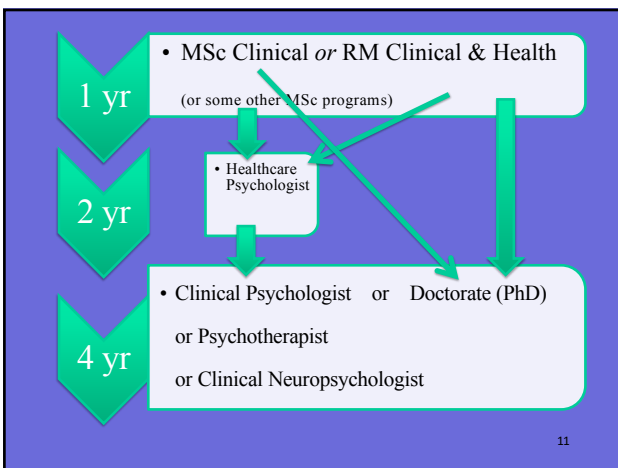 1 yr
• MSc Clinical or RM Clinical & Health
(or some other MSc programs)
2 yr
• Healthcare
Psychologist
4 yr
• Clinical Psychologist or Doctorate (PhD)
or Psychotherapist
or Clinical Neuropsychologist
11